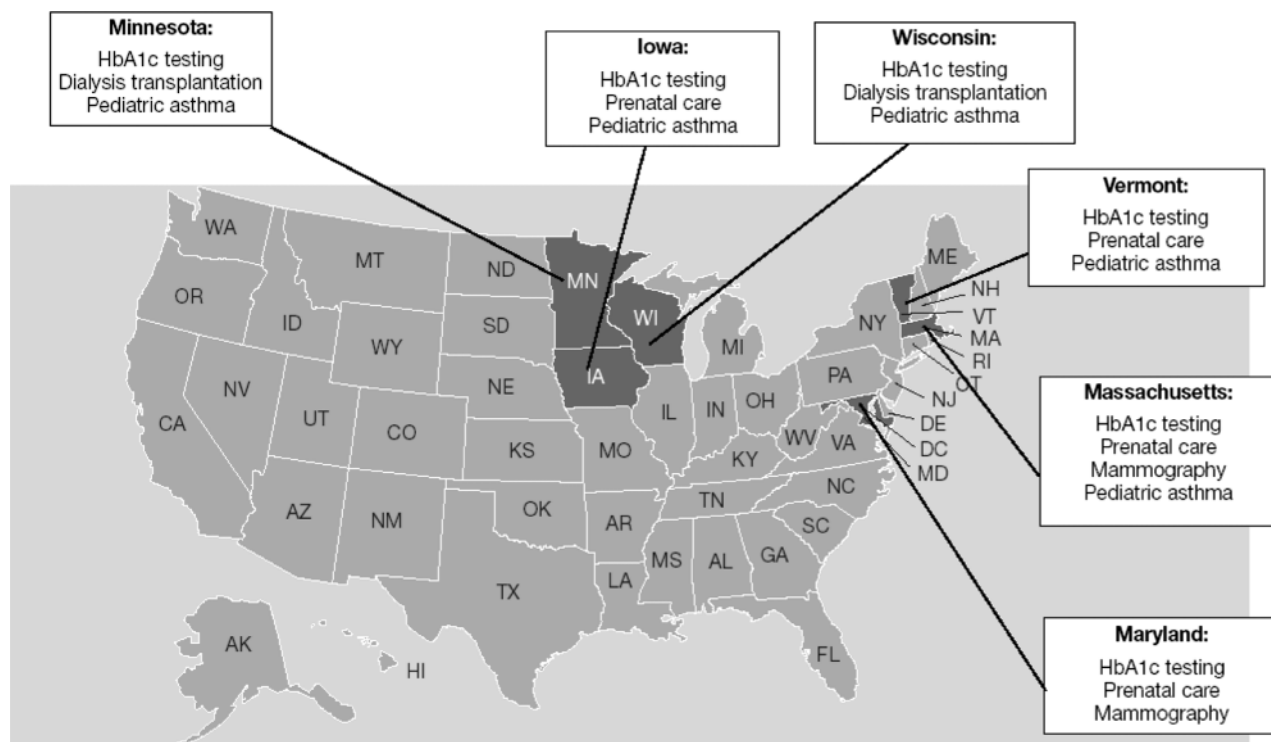 Minnesota:
HbA1c testing
Dialysis transplantation
Pediatric asthma
Iowa:
HbA1c testing
Prenatal care
Pediatric asthma
Wisconsin:
HbA1c testing
Dialysis transplantation
Pediatric asthma
Vermont:
HbA1c testing
Prenatal care
Pediatric asthma
Massachusetts:
HbA1c testing
Prenatal care
Mammography
Pediatric asthma
Maryland:
HbA1c testing
Prenatal care
Mammography
WA
MT
ND
MN
ME
OR
ID
SD
WI
NH
VT
NY
MA
WY
MI
RI
CT
NV
NE
IA
PA
NJ
CA
UT
CO
IL
IN
OH
DE
KS
MO
WV
VA
DC
KY
MD
AZ
NM
OK
AR
TN
NC
SC
MS
AL
GA
TX
LA
AK
HI
FL